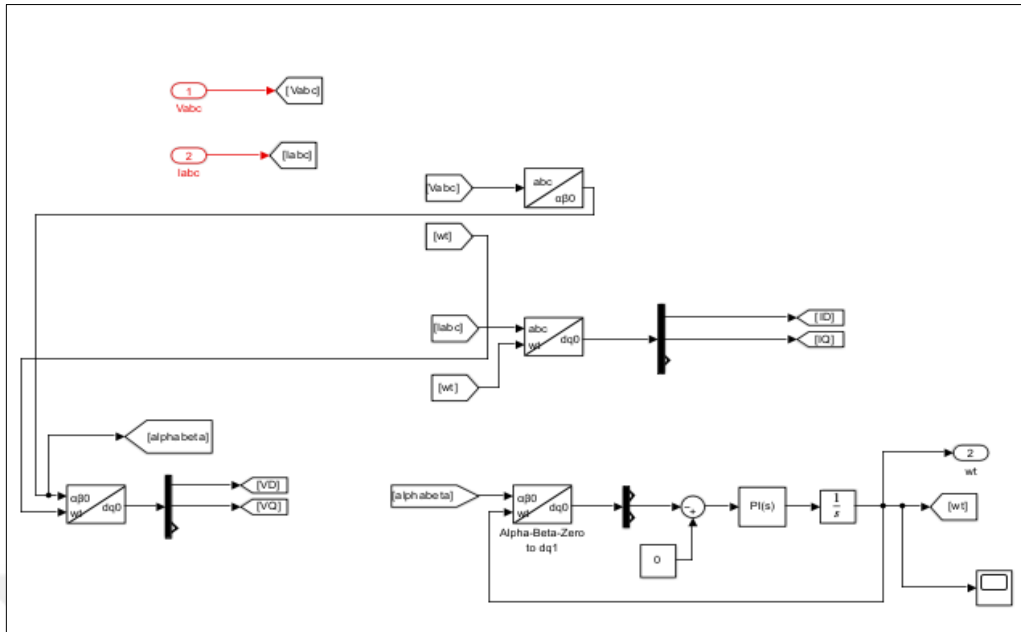 1
Vabc
[Vabc]
2
Iabc
[Iabc]
[Vabc]
abc
αβ0
[wt]
[Iabc]
abc
wt
dq0
[ID]
[IQ]
[wt]
[alphabeta]
αβ0
wt
dq0
[VD]
[VQ]
[alphabeta]
αβ0
wt
dq0
Alpha-Beta-Zero
to dq1
-
+
0
PI(s)
1
s
2
wt
[wt]